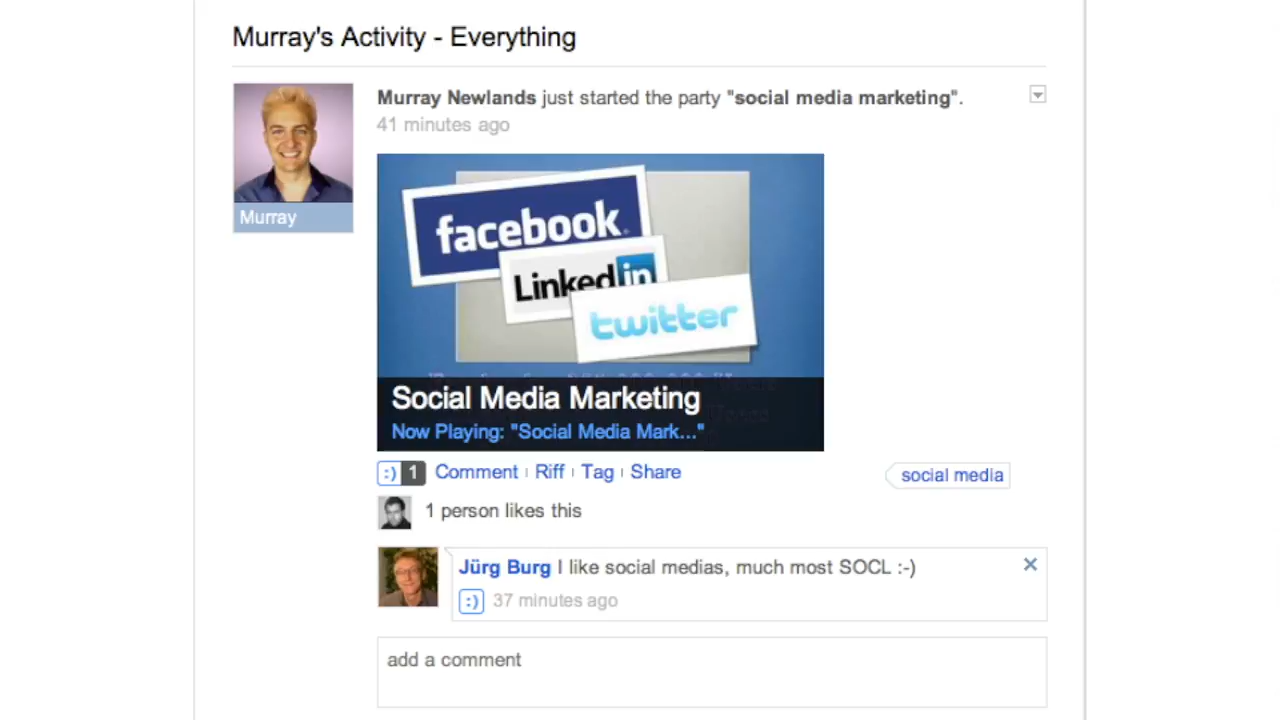 Murray's Activity - Everything
Murray Newlands just started the party "social media marketing".
41 minutes ago
Murray
facebook
Linkedin
twitter
Social Media Marketing
Now Playing: "Social Media Mark..."
:) 1 Comment Riff Tag Share
social media
1 person likes this
Jürg Burg I like social medias, much most SOCL :-)
:) 37 minutes ago
add a comment